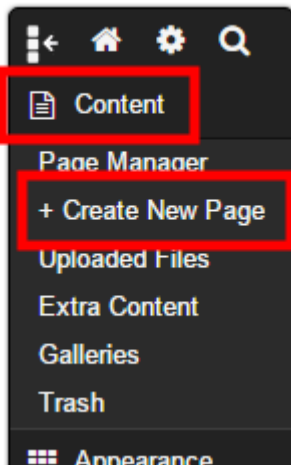 Content
Page Manager
+ Create New Page
Uploaded Files
Extra Content
Galleries
Trash
Appearance